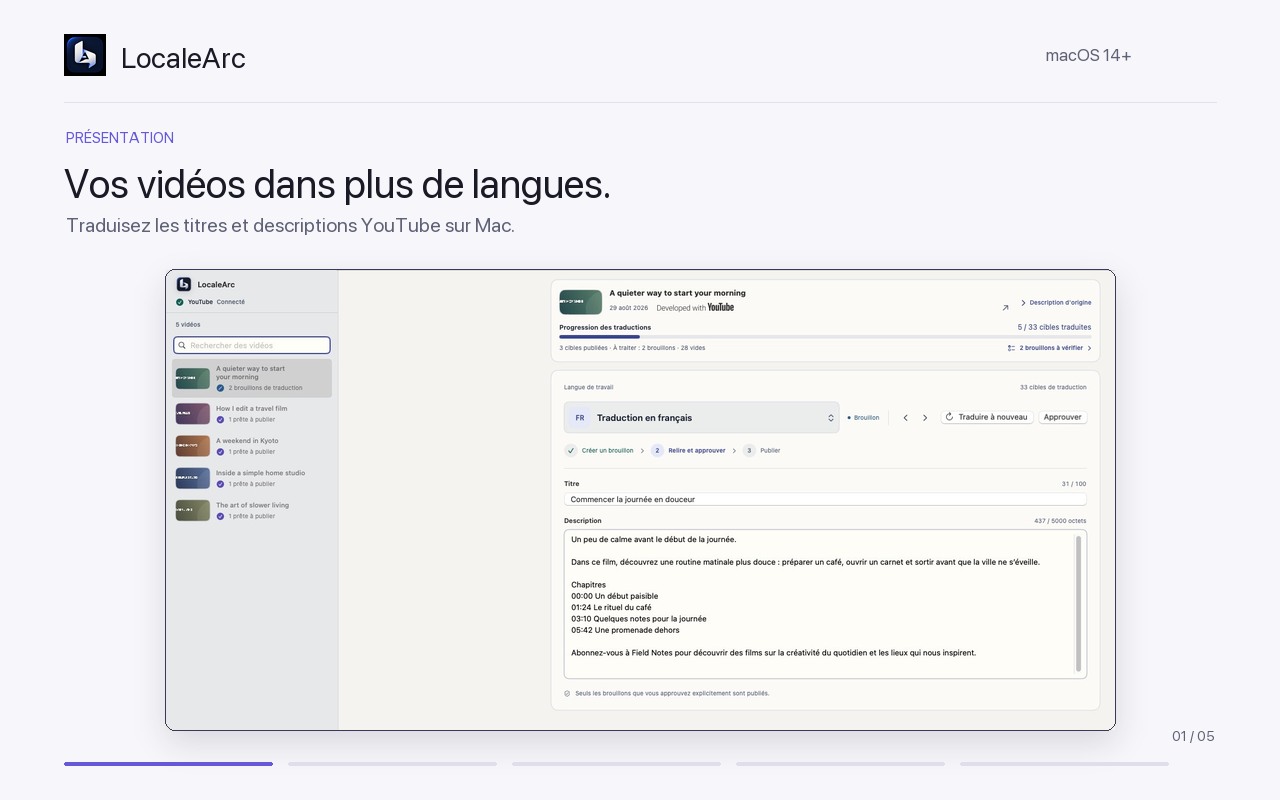 LocaleArc
macOS 14+
PRÉSENTATION
Vos vidéos dans plus de langues.
Traduisez les titres et descriptions YouTube sur Mac.
LocaleArc
YouTube Connecté
5 vidéos
Rechercher des vidéos
A quieter way to start
your morning
2 brouillons de traduction
How I edit a travel film
1 prête à publier
A weekend in Kyoto
1 prête à publier
Inside a simple home studio
1 prête à publier
The art of slower living
1 prête à publier
A quieter way to start your morning
29 août 2026 Developed with YouTube
Description d'origine
Progression des traductions
5 / 33 cibles traduites
3 cibles publiées · À traiter : 2 brouillons · 28 vides
2 brouillons à vérifier
Langue de travail
33 cibles de traduction
FR Traduction en français
Brouillon
Traduire à nouveau
Approuver
Créer un brouillon
2 Relire et approuver
3 Publier
Titre
31 / 100
Commencer la journée en douceur
Description
437 / 5000 octets
Un peu de calme avant le début de la journée.
Dans ce film, découvrez une routine matinale plus douce : préparer un café, ouvrir un carnet et sortir avant que la ville ne s'éveille.
Chapitres
00:00 Un début paisible
01:24 Le rituel du café
03:10 Quelques notes pour la journée
05:42 Une promenade dehors
Abonnez-vous à Field Notes pour découvrir des films sur la créativité du quotidien et les lieux qui nous inspirent.
Seuls les brouillons que vous approuvez explicitement sont publiés.
01 / 05